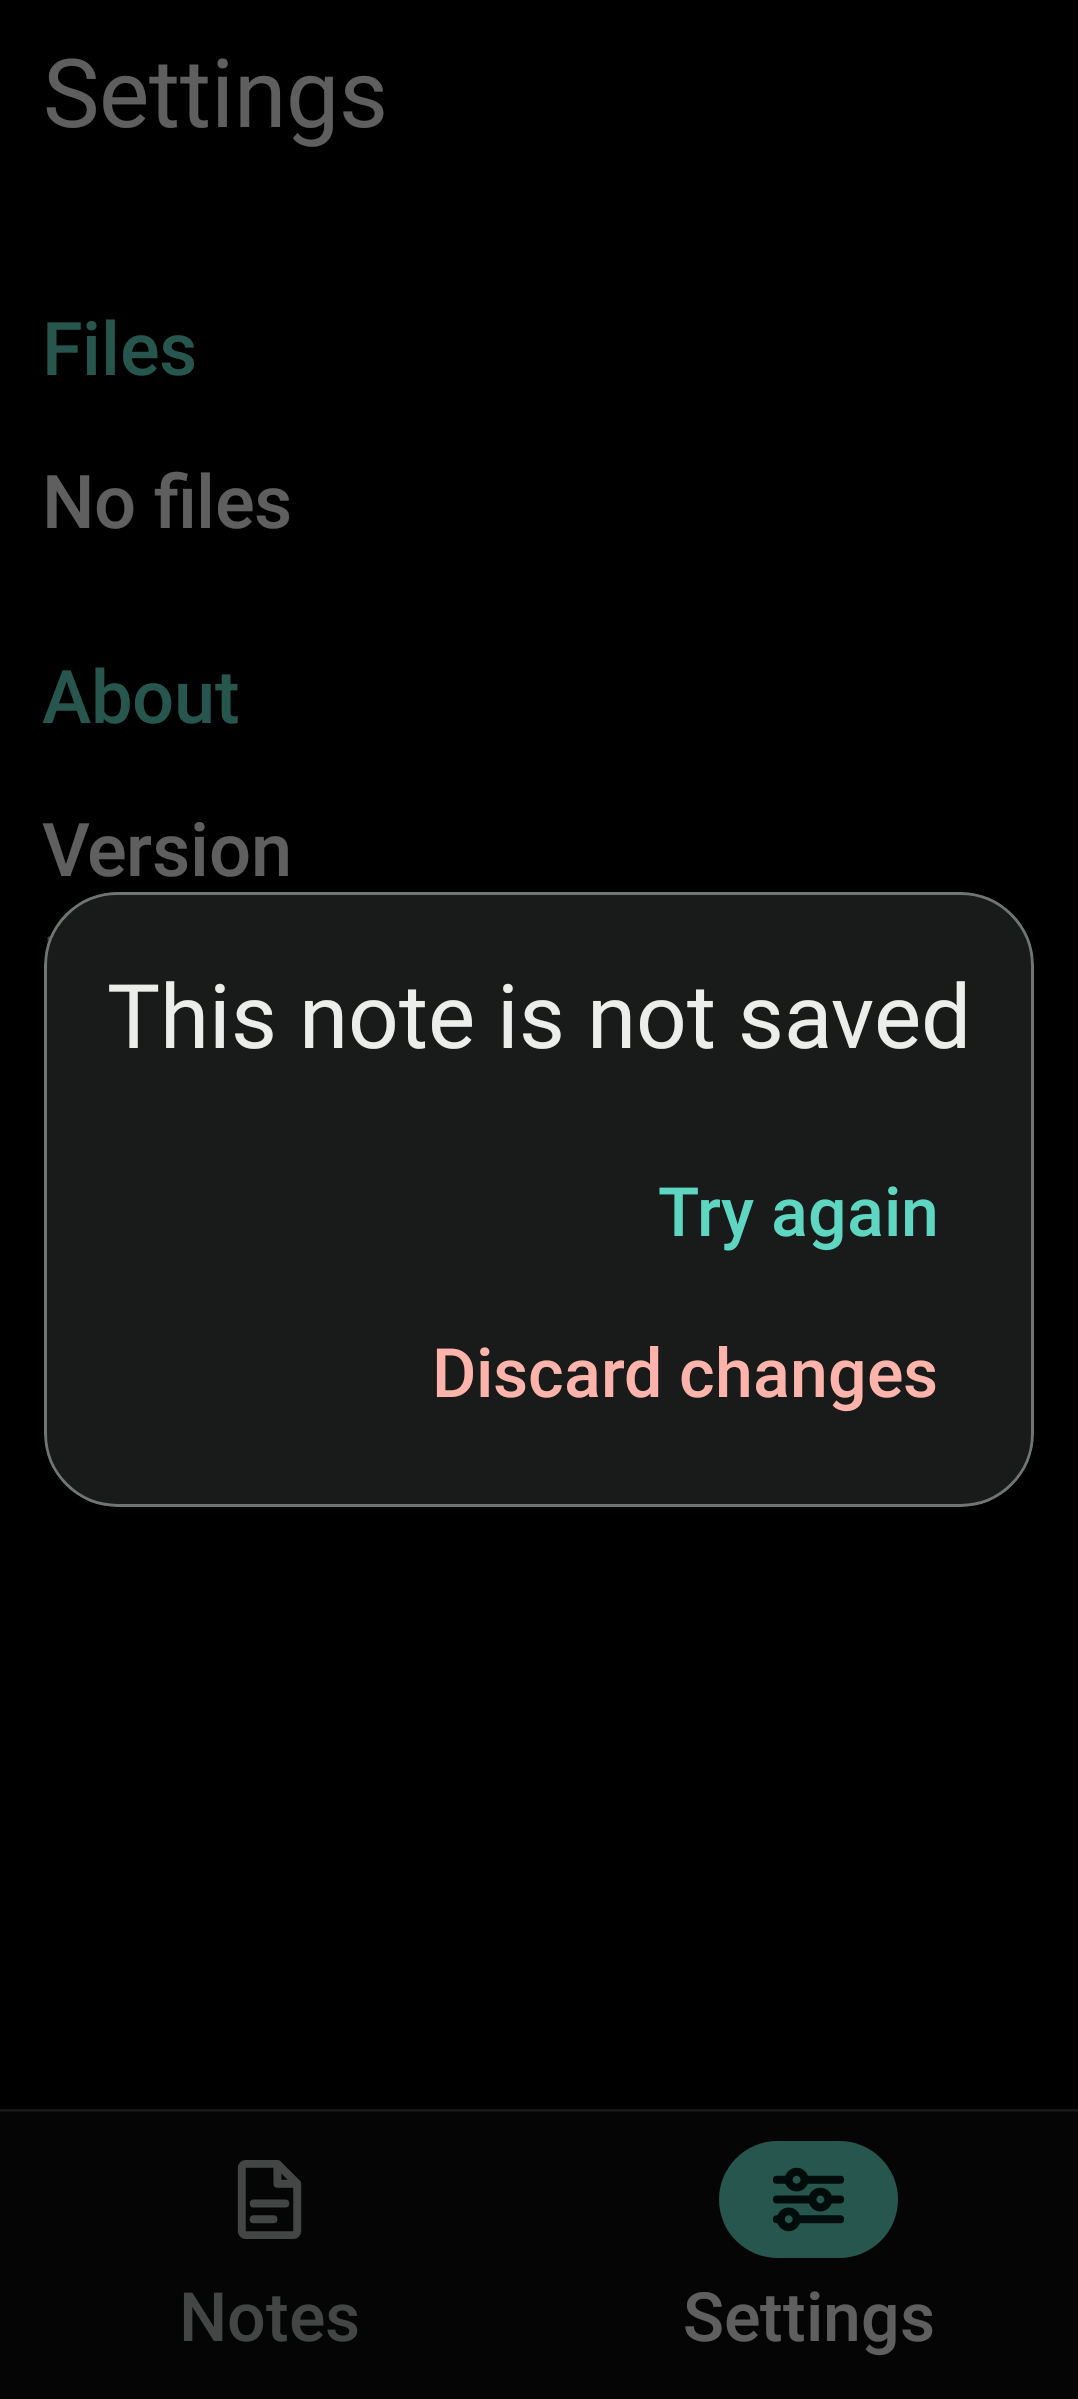 Settings
Files
No files
About
Version
This note is not saved
Try again
Discard changes
Notes
Settings